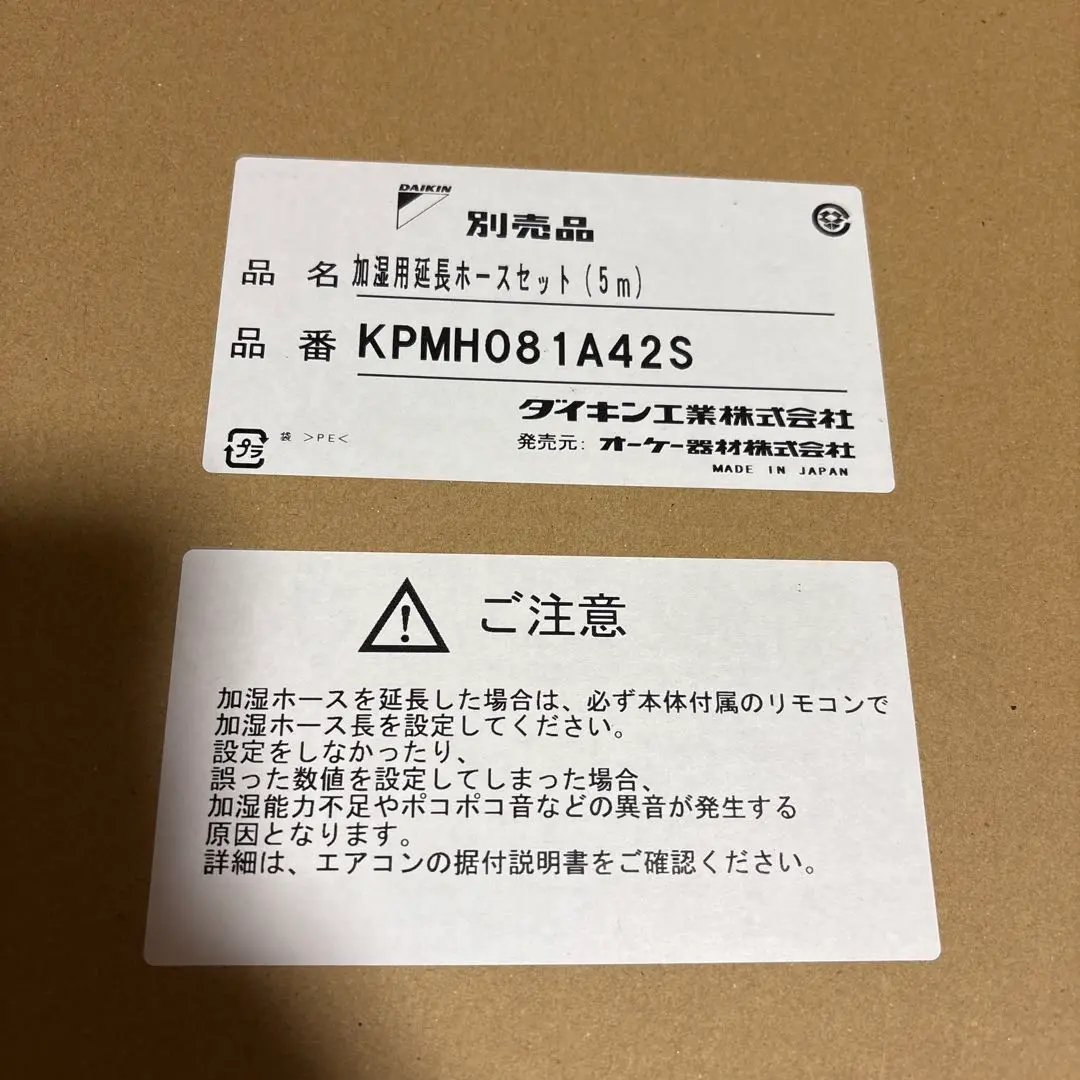 DAIKIN
別売品
品 名 加湿用延長ホースセット(5m)
品 番 KPMH081A42S
ダイキン工業株式会社
発売元: オーケー器材株式会社
MADE IN JAPAN
プラ 袋 >PE<
ご注意
加湿ホースを延長した場合は、必ず本体付属のリモコンで
加湿ホース長を設定してください。
設定をしなかったり、
誤った数値を設定してしまった場合、
加湿能力不足やポコポコ音などの異音が発生する
原因となります。
詳細は、エアコンの据付説明書をご確認ください。